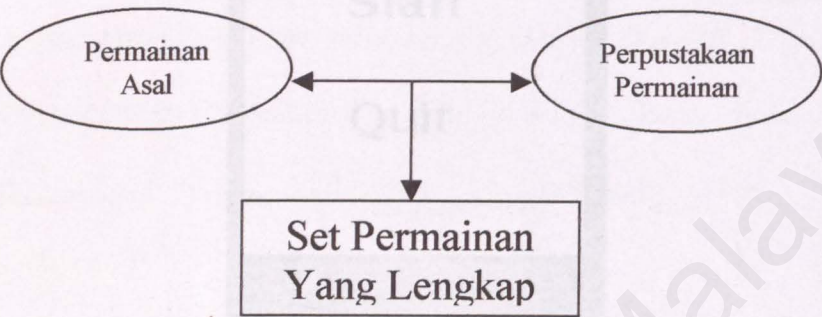 Permainan
Asal
Perpustakaan
Permainan
Set Permainan
Yang Lengkap